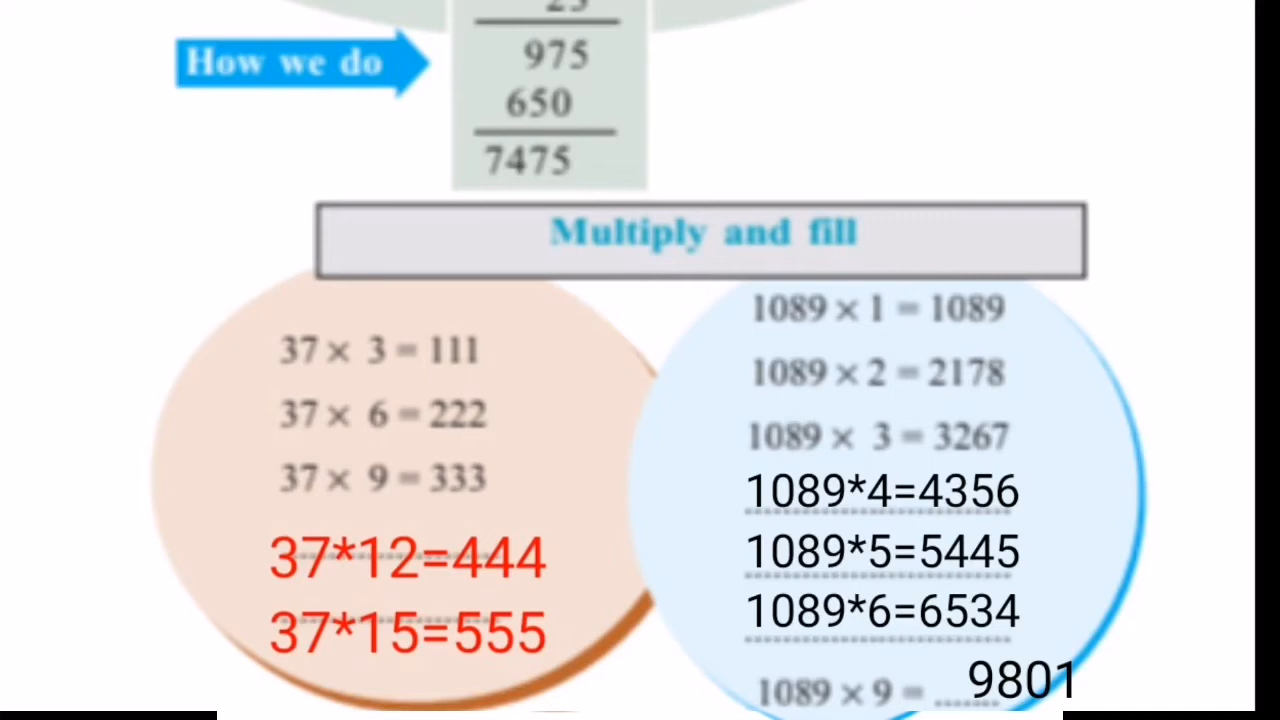 23
How we do
975
650
7475
Multiply and fill
37 × 3 = 111
37 × 6 = 222
37 × 9 = 333
37*12=444
37*15=555
1089 × 1 = 1089
1089 × 2 = 2178
1089 × 3 = 3267
1089*4=4356
1089*5=5445
1089*6=6534
1089 × 9 = ....... 9801